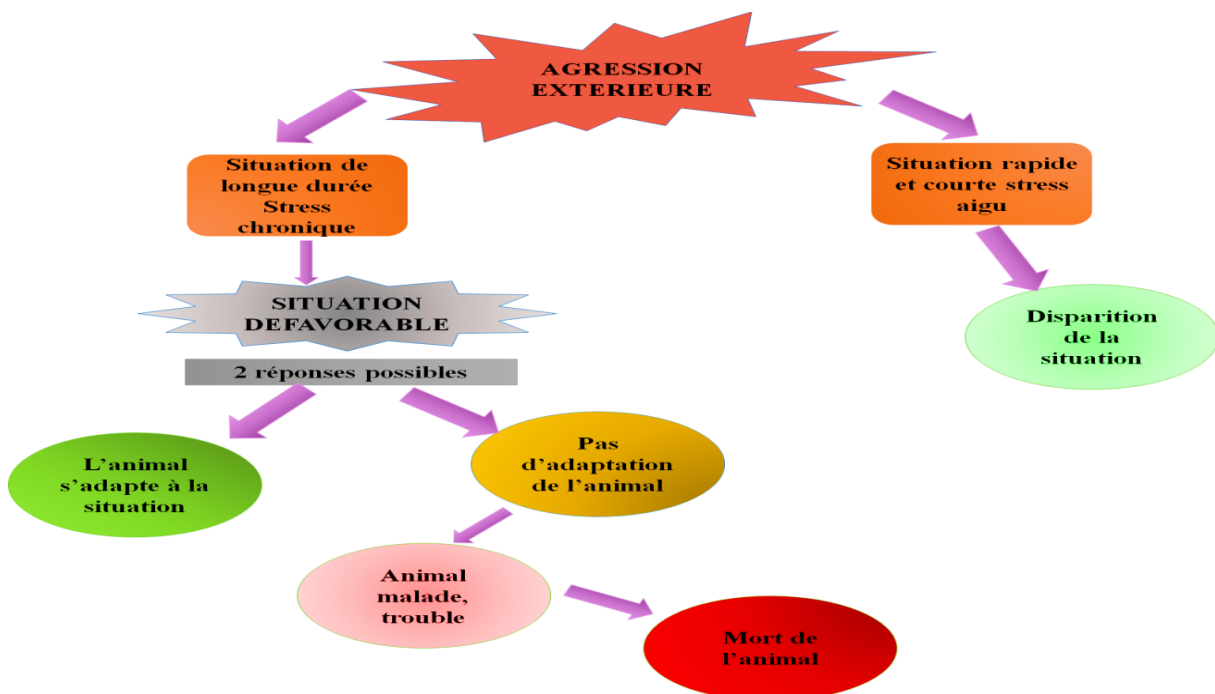 AGRESSION
EXTERIEURE
Situation de
longue durée
Stress
chronique
Situation rapide
et courte stress
aigu
SITUATION
DEFAVORABLE
Disparition
de la
situation
2 réponses possibles
L’animal
s’adapte à la
situation
Pas
d’adaptation
de l’animal
Animal
malade,
trouble
Mort de
l’animal